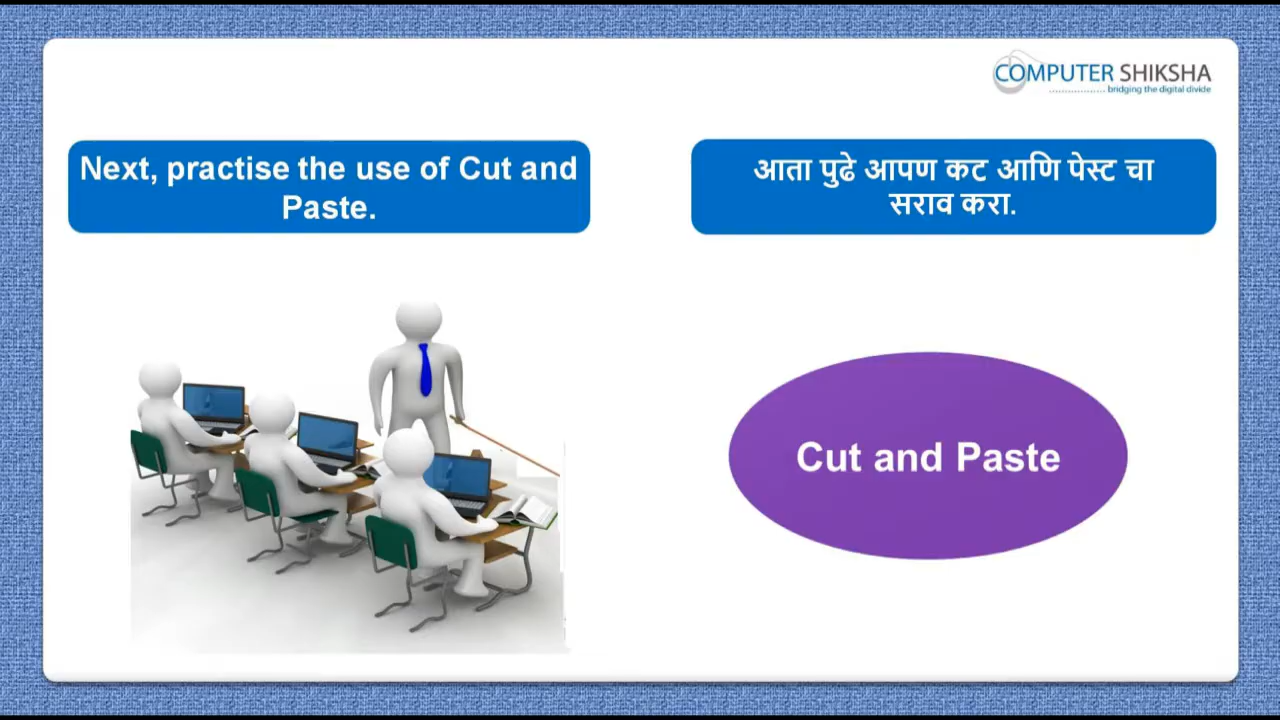 COMPUTER SHIKSHA
bridging the digital divide
Next, practise the use of Cut and
Paste.
आता पुढे आपण कट आणि पेस्ट चा
सराव करा.
Cut and Paste